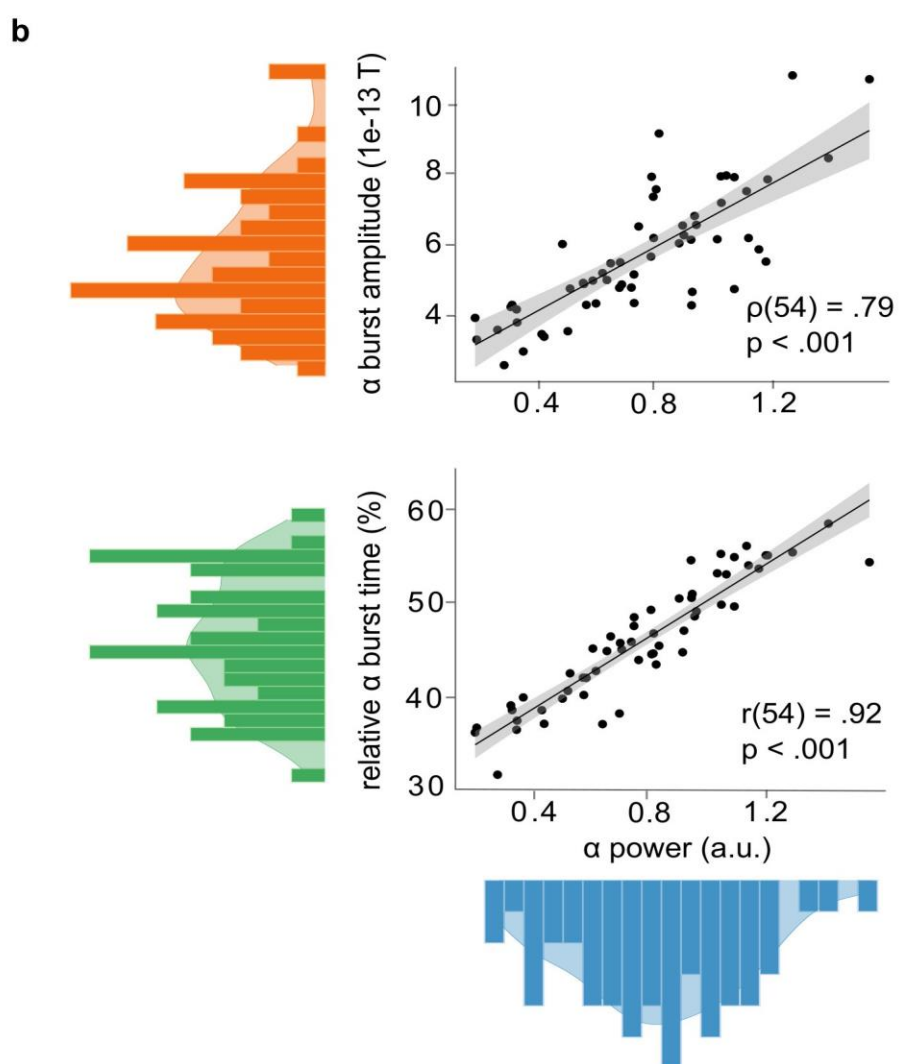 b
α burst amplitude (1e-13 T)
10
8
6
4
ρ(54) = .79
p < .001
0.4 0.8 1.2
relative α burst time (%)
60
50
40
30
r(54) = .92
p < .001
0.4 0.8 1.2
α power (a.u.)